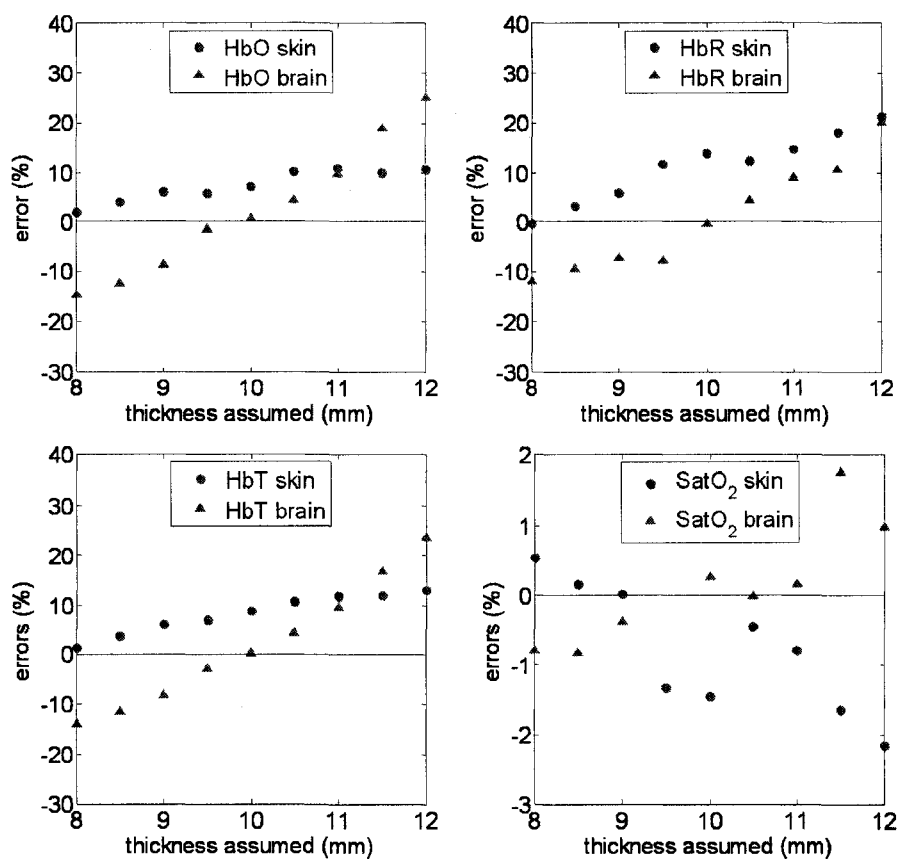 40
30
20
10
0
-10
-20
-30
error (%)
HbO skin
HbO brain
8 9 10 11 12
thickness assumed (mm)
40
30
20
10
0
-10
-20
-30
error (%)
HbR skin
HbR brain
8 9 10 11 12
thickness assumed (mm)
40
30
20
10
0
-10
-20
-30
errors (%)
HbT skin
HbT brain
8 9 10 11 12
thickness assumed (mm)
2
1
0
-1
-2
-3
errors (%)
SatO2 skin
SatO2 brain
8 9 10 11 12
thickness assumed (mm)